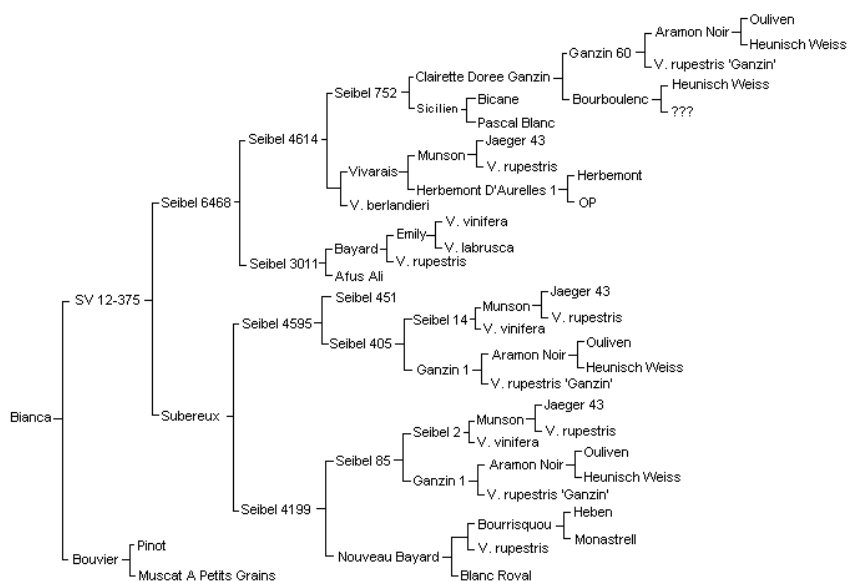 Ouliven
Aramon Noir
Heunisch Weiss
Ganzin 60
V. rupestris 'Ganzin'
Clairette Doree Ganzin
Heunisch Weiss
Bourboulenc
???
Seibel 752
Bicane
Sicilien
Pascal Blanc
Seibel 4614
Jaeger 43
Munson
V. rupestris
Vivarais
Herbemont
Herbemont D'Aurelles 1
OP
V. berlandieri
Seibel 6468
V. vinifera
Emily
V. labrusca
Bayard
V. rupestris
Seibel 3011
Afus Ali
SV 12-375
Seibel 451
Jaeger 43
Munson
V. rupestris
Seibel 14
V. vinifera
Seibel 4595
Seibel 405
Ouliven
Aramon Noir
Heunisch Weiss
Ganzin 1
V. rupestris 'Ganzin'
Bianca
Subereux
Jaeger 43
Munson
V. rupestris
Seibel 2
V. vinifera
Seibel 85
Ouliven
Aramon Noir
Heunisch Weiss
Ganzin 1
V. rupestris 'Ganzin'
Seibel 4199
Heben
Bourrisquou
Monastrell
V. rupestris
Nouveau Bayard
Blanc Royal
Pinot
Bouvier
Muscat A Petits Grains